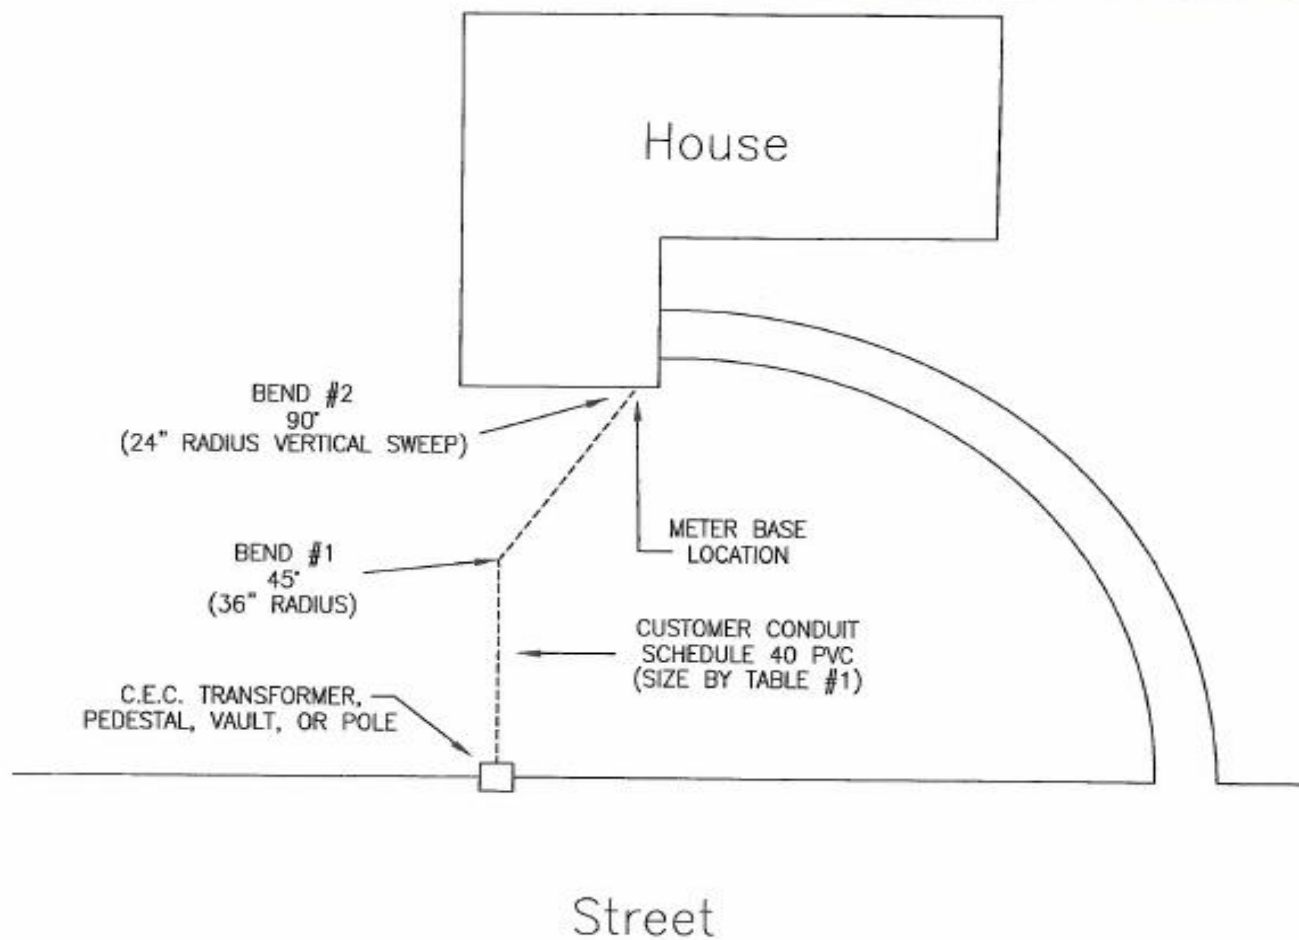 House
BEND #2
90°
(24" RADIUS VERTICAL SWEEP)
METER BASE
LOCATION
BEND #1
45°
(36" RADIUS)
CUSTOMER CONDUIT
SCHEDULE 40 PVC
(SIZE BY TABLE #1)
C.E.C. TRANSFORMER,
PEDESTAL, VAULT, OR POLE
Street